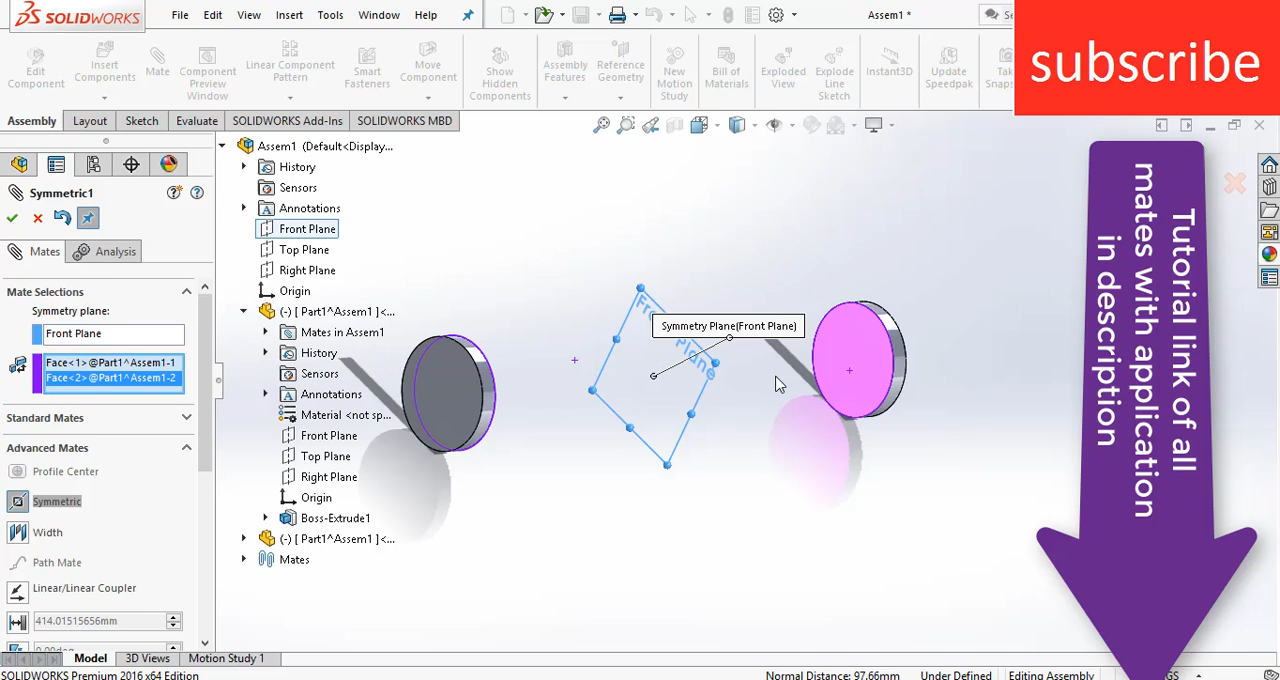 SOLIDWORKS
File Edit View Insert Tools Window Help
Assem1 *
subscribe
Edit Component
Insert Components
Mate
Component Preview Window
Linear Component Pattern
Smart Fasteners
Move Component
Show Hidden Components
Assembly Features
Reference Geometry
New Motion Study
Bill of Materials
Exploded View
Explode Line Sketch
Instant3D
Update Speedpak
Assembly Layout Sketch Evaluate SOLIDWORKS Add-Ins SOLIDWORKS MBD
Symmetric1
Mates Analysis
Mate Selections
Symmetry plane:
Front Plane
Face<1>@Part1^Assem1-1
Face<2>@Part1^Assem1-2
Standard Mates
Advanced Mates
Profile Center
Symmetric
Width
Path Mate
Linear/Linear Coupler
414.01515656mm
Assem1 (Default<Display...
History
Sensors
Annotations
Front Plane
Top Plane
Right Plane
Origin
(-) [ Part1^Assem1 ]<...
Mates in Assem1
History
Sensors
Annotations
Material <not sp...
Front Plane
Top Plane
Right Plane
Origin
Boss-Extrude1
(-) [ Part1^Assem1 ]<...
Mates
Symmetry Plane(Front Plane)
Tutorial link of all
mates with application
in description
Model 3D Views Motion Study 1
SOLIDWORKS Premium 2016 x64 Edition
Normal Distance: 97.66mm Under Defined Editing Assembly